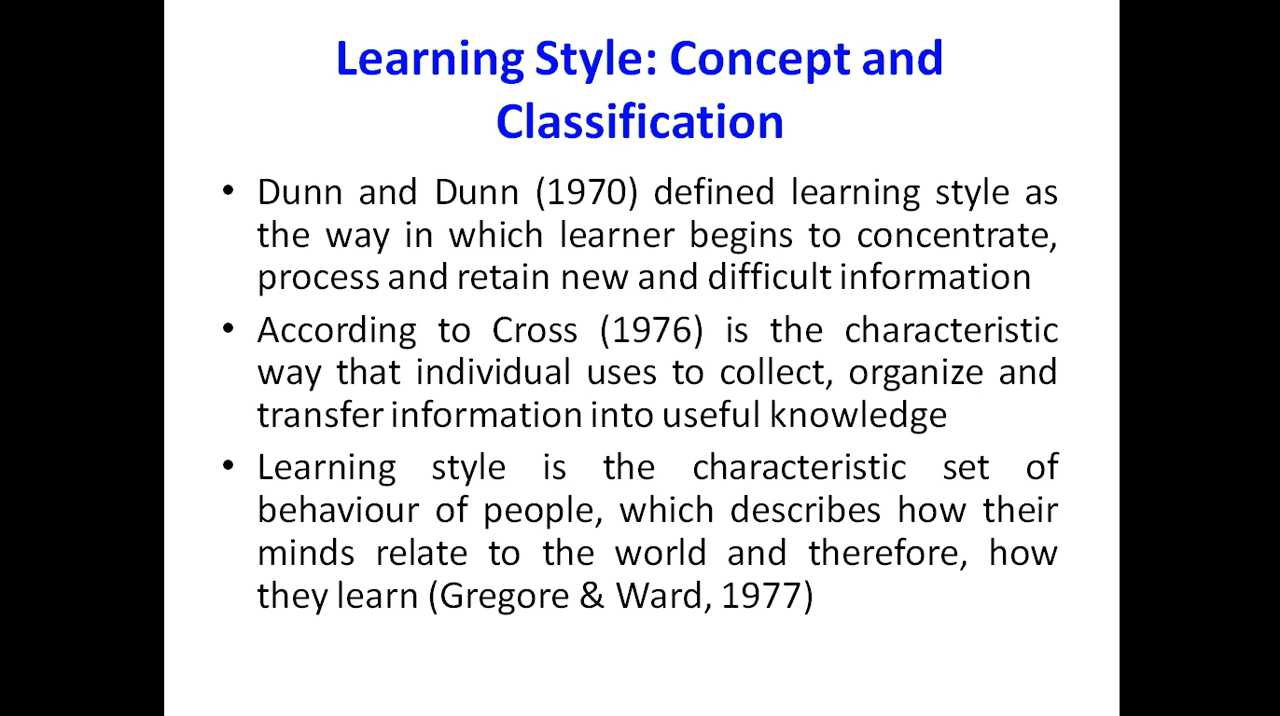 Learning Style: Concept and
Classification
• Dunn and Dunn (1970) defined learning style as
the way in which learner begins to concentrate,
process and retain new and difficult information
• According to Cross (1976) is the characteristic
way that individual uses to collect, organize and
transfer information into useful knowledge
• Learning style is the characteristic set of
behaviour of people, which describes how their
minds relate to the world and therefore, how
they learn (Gregore & Ward, 1977)